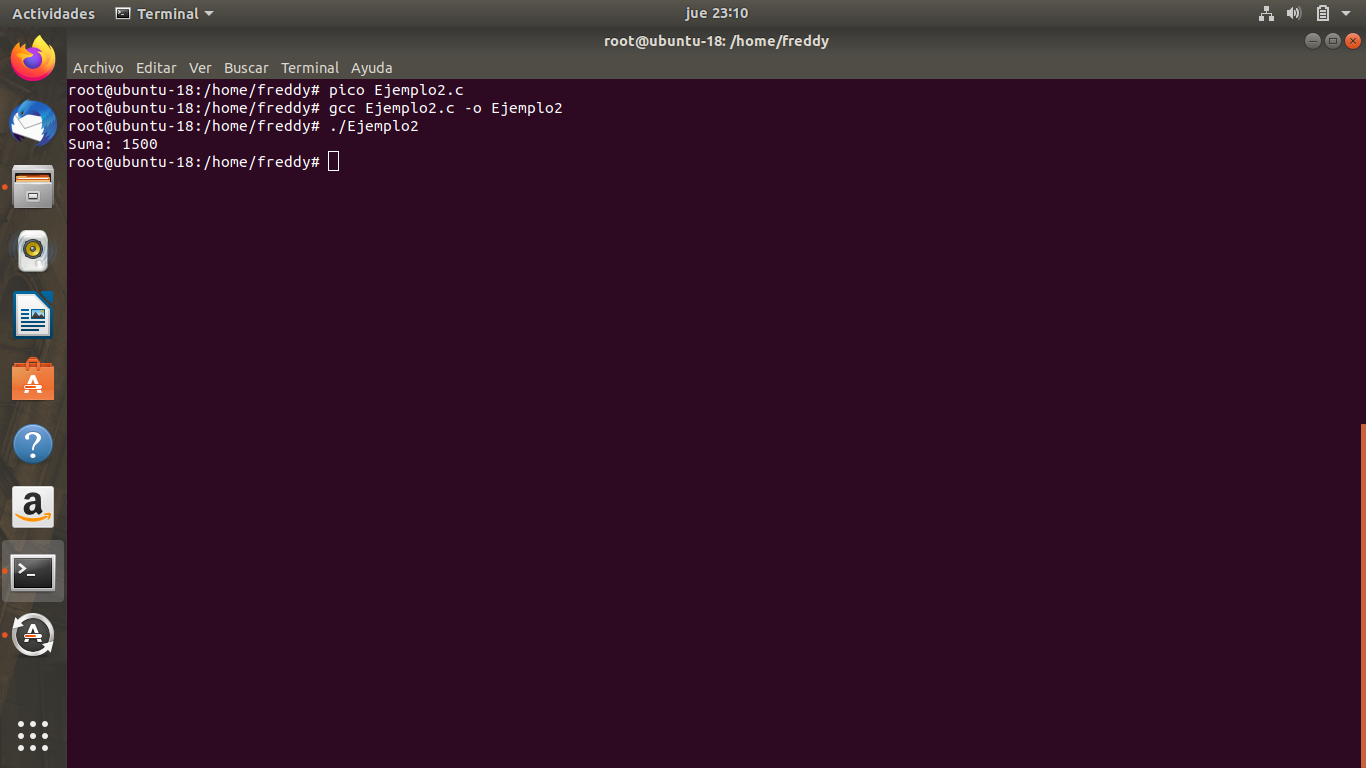 Actividades Terminal jue 23:10
root@ubuntu-18: /home/freddy
Archivo Editar Ver Buscar Terminal Ayuda
root@ubuntu-18:/home/freddy# pico Ejemplo2.c
root@ubuntu-18:/home/freddy# gcc Ejemplo2.c -o Ejemplo2
root@ubuntu-18:/home/freddy# ./Ejemplo2
Suma: 1500
root@ubuntu-18:/home/freddy#